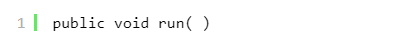 1 public void run( )